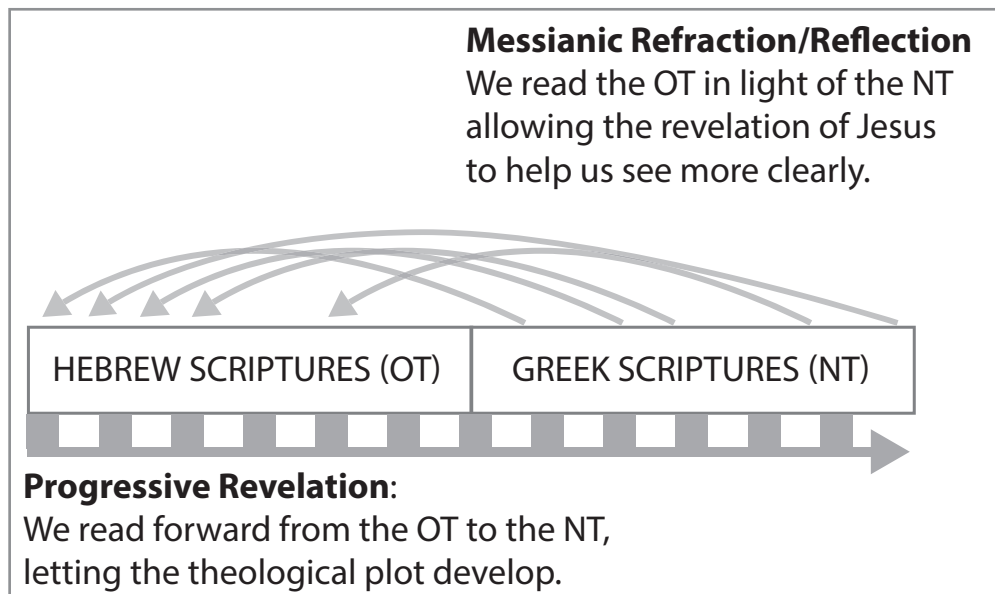 Messianic Refraction/Reflection
We read the OT in light of the NT
allowing the revelation of Jesus
to help us see more clearly.
HEBREW SCRIPTURES (OT)
GREEK SCRIPTURES (NT)
Progressive Revelation:
We read forward from the OT to the NT,
letting the theological plot develop.